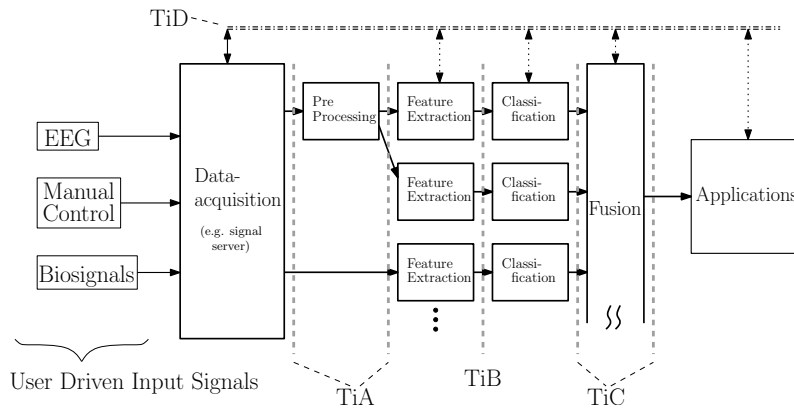 TiD
EEG
Manual
Control
Biosignals
User Driven Input Signals
Data-
acquisition
(e.g. signal
server)
Pre
Processing
Feature
Extraction
Classifi-
fication
Feature
Extraction
Classi-
fication
Feature
Extraction
Classi-
fication
Fusion
Applications
TiA
TiB
TiC